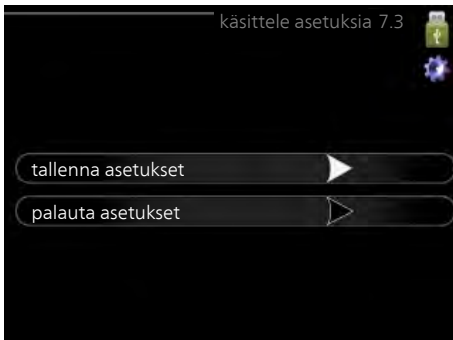 käsittele asetuksia 7.3
tallenna asetukset
palauta asetukset